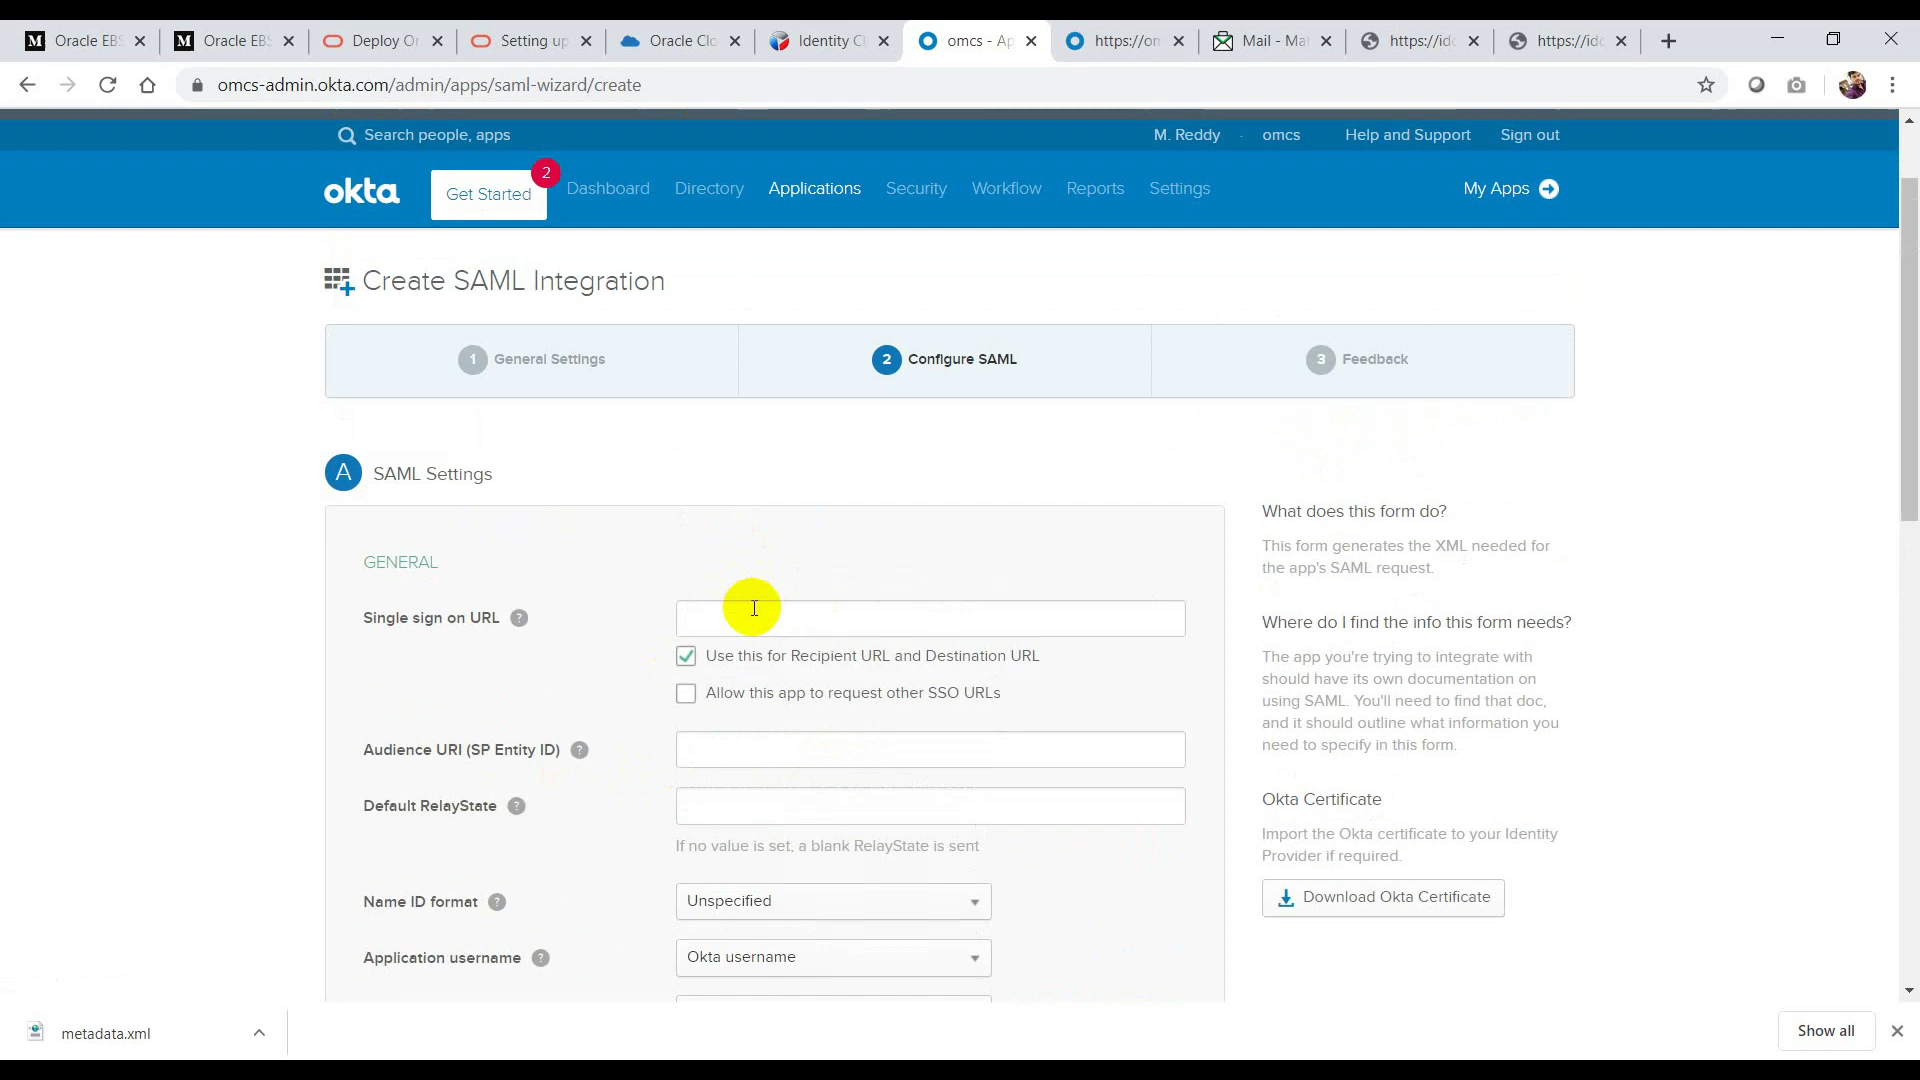 M Oracle EBS
M Oracle EBS
Deploy Or
Setting up
Oracle Clo
Identity Cl
omcs - Ap
https://om
Mail - Ma
https://idc
https://idc
omcs-admin.okta.com/admin/apps/saml-wizard/create
Search people, apps
M. Reddy
omcs
Help and Support
Sign out
okta
Get Started
2
Dashboard
Directory
Applications
Security
Workflow
Reports
Settings
My Apps
Create SAML Integration
1 General Settings
2 Configure SAML
3 Feedback
A SAML Settings
GENERAL
Single sign on URL ?
Use this for Recipient URL and Destination URL
Allow this app to request other SSO URLs
Audience URI (SP Entity ID) ?
Default RelayState ?
If no value is set, a blank RelayState is sent
Name ID format ?
Unspecified
Application username ?
Okta username
What does this form do?
This form generates the XML needed for
the app's SAML request.
Where do I find the info this form needs?
The app you're trying to integrate with
should have its own documentation on
using SAML. You'll need to find that doc,
and it should outline what information you
need to specify in this form.
Okta Certificate
Import the Okta certificate to your Identity
Provider if required.
Download Okta Certificate
metadata.xml
Show all